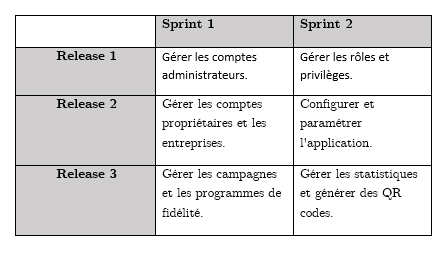 Sprint 1 Sprint 2
Release 1 Gérer les comptes Gérer les rôles et
administrateurs. privilèges.
Release 2 Gérer les comptes Configurer et
propriétaires et les paramétrer
entreprises. l'application.
Release 3 Gérer les campagnes Gérer les statistiques
et les programmes de et générer des QR
fidélité. codes.